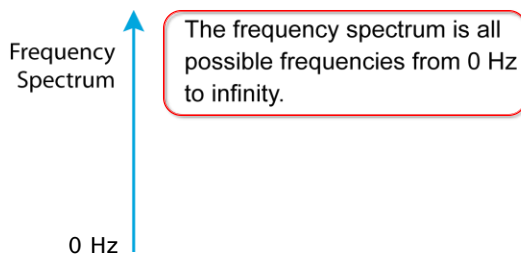 Frequency
Spectrum
The frequency spectrum is all
possible frequencies from 0 Hz
to infinity.
0 Hz